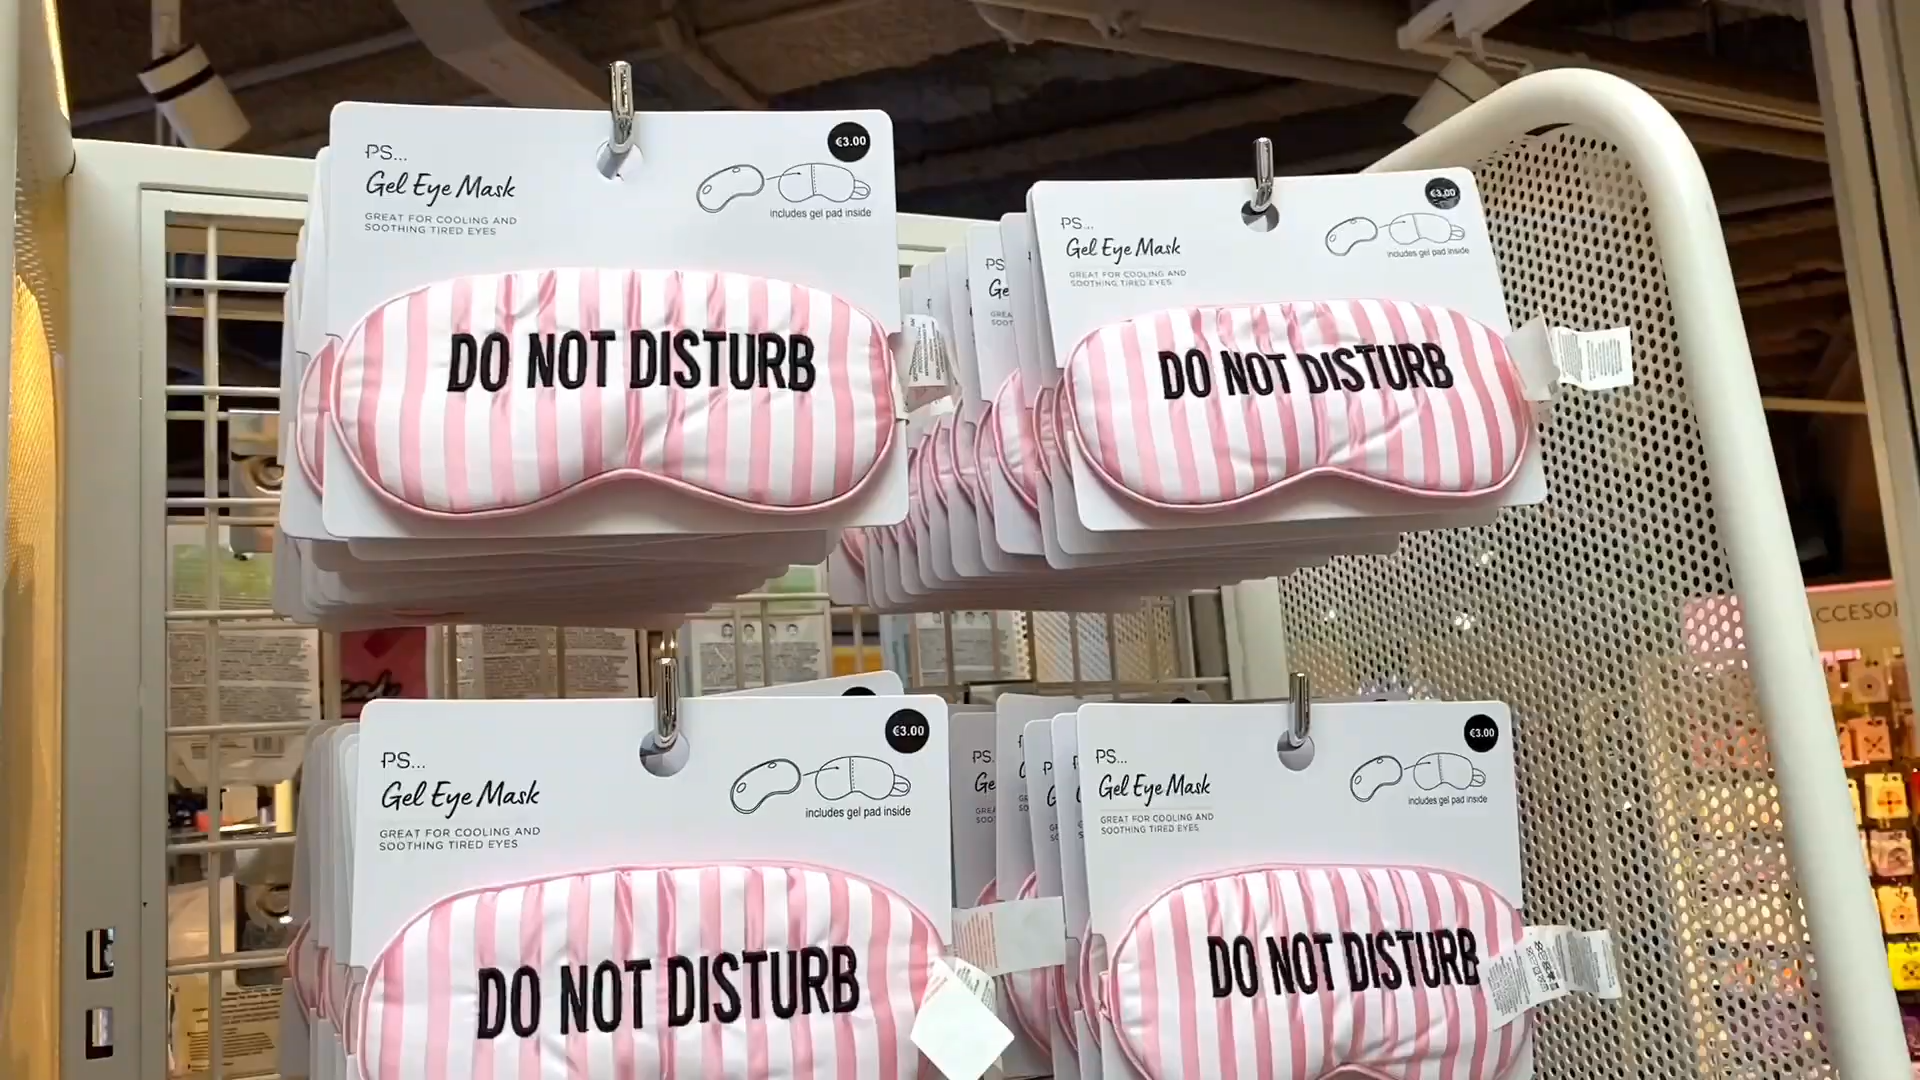 PS...
Gel Eye Mask
GREAT FOR COOLING AND
SOOTHING TIRED EYES
€3.00
includes gel pad inside
DO NOT DISTURB
PS...
Gel Eye Mask
GREAT FOR COOLING AND
SOOTHING TIRED EYES
€3.00
includes gel pad inside
DO NOT DISTURB
PS...
Gel Eye Mask
GREAT FOR COOLING AND
SOOTHING TIRED EYES
€3.00
includes gel pad inside
DO NOT DISTURB
PS...
Gel Eye Mask
GREAT FOR COOLING AND
SOOTHING TIRED EYES
€3.00
includes gel pad inside
DO NOT DISTURB